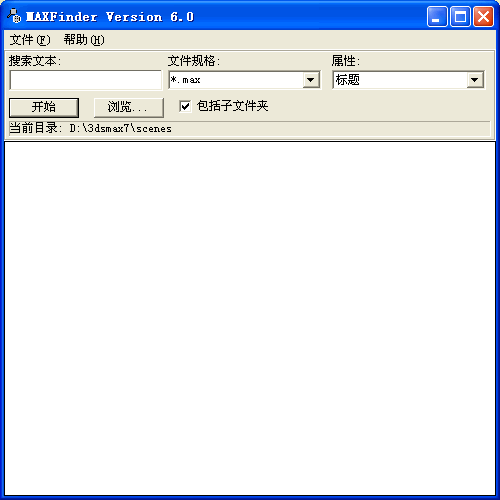 MAXFinder Version 6.0
文件(F) 帮助(H)
搜索文本: 文件规格: 属性:
*.max 标题
开始 浏览... 包括子文件夹
当前目录: D:\3dsmax7\scenes